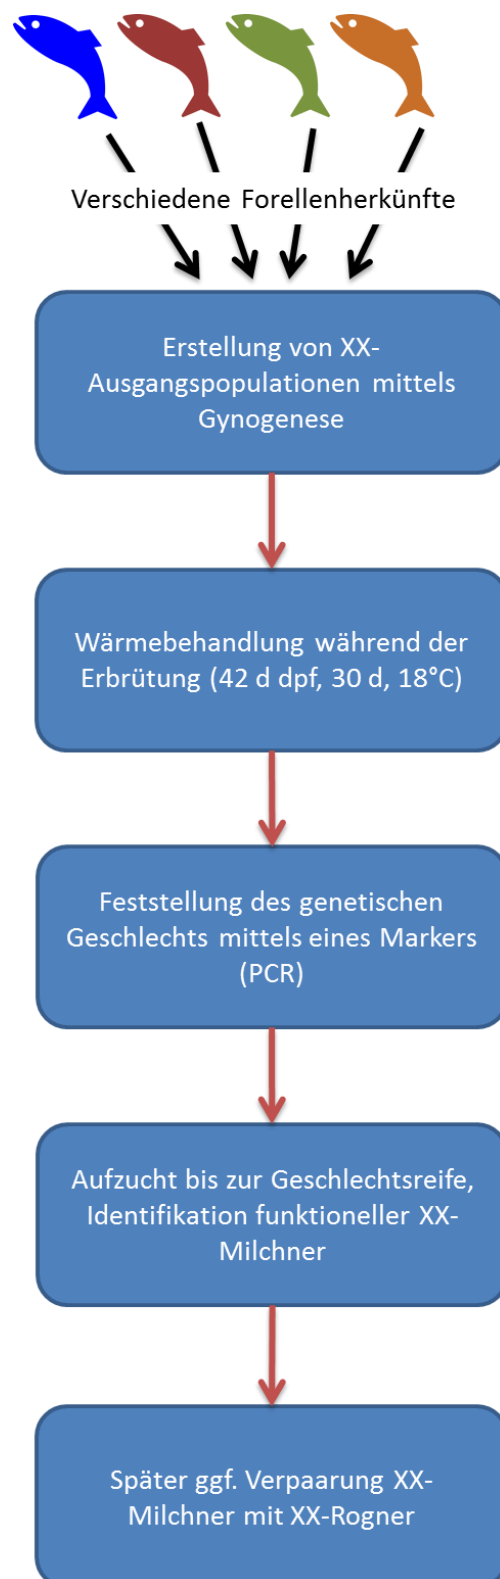 Verschiedene Forellenherkünfte
Erstellung von XX-
Ausgangspopulationen mittels
Gynogenese
Wärmebehandlung während der
Erbrütung (42 d dpf, 30 d, 18°C)
Feststellung des genetischen
Geschlechts mittels eines Markers
(PCR)
Aufzucht bis zur Geschlechtsreife,
Identifikation funktioneller XX-
Milchner
Später ggf. Verpaarung XX-
Milchner mit XX-Rogner